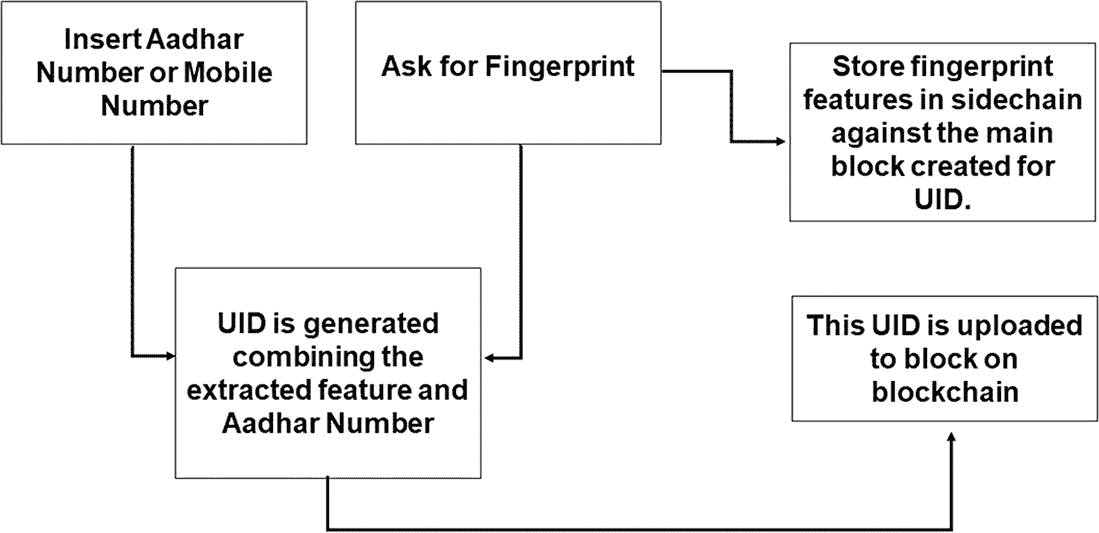 Insert Aadhar
Number or Mobile
Number
Ask for Fingerprint
Store fingerprint
features in sidechain
against the main
block created for
UID.
UID is generated
combining the
extracted feature and
Aadhar Number
This UID is uploaded
to block on
blockchain